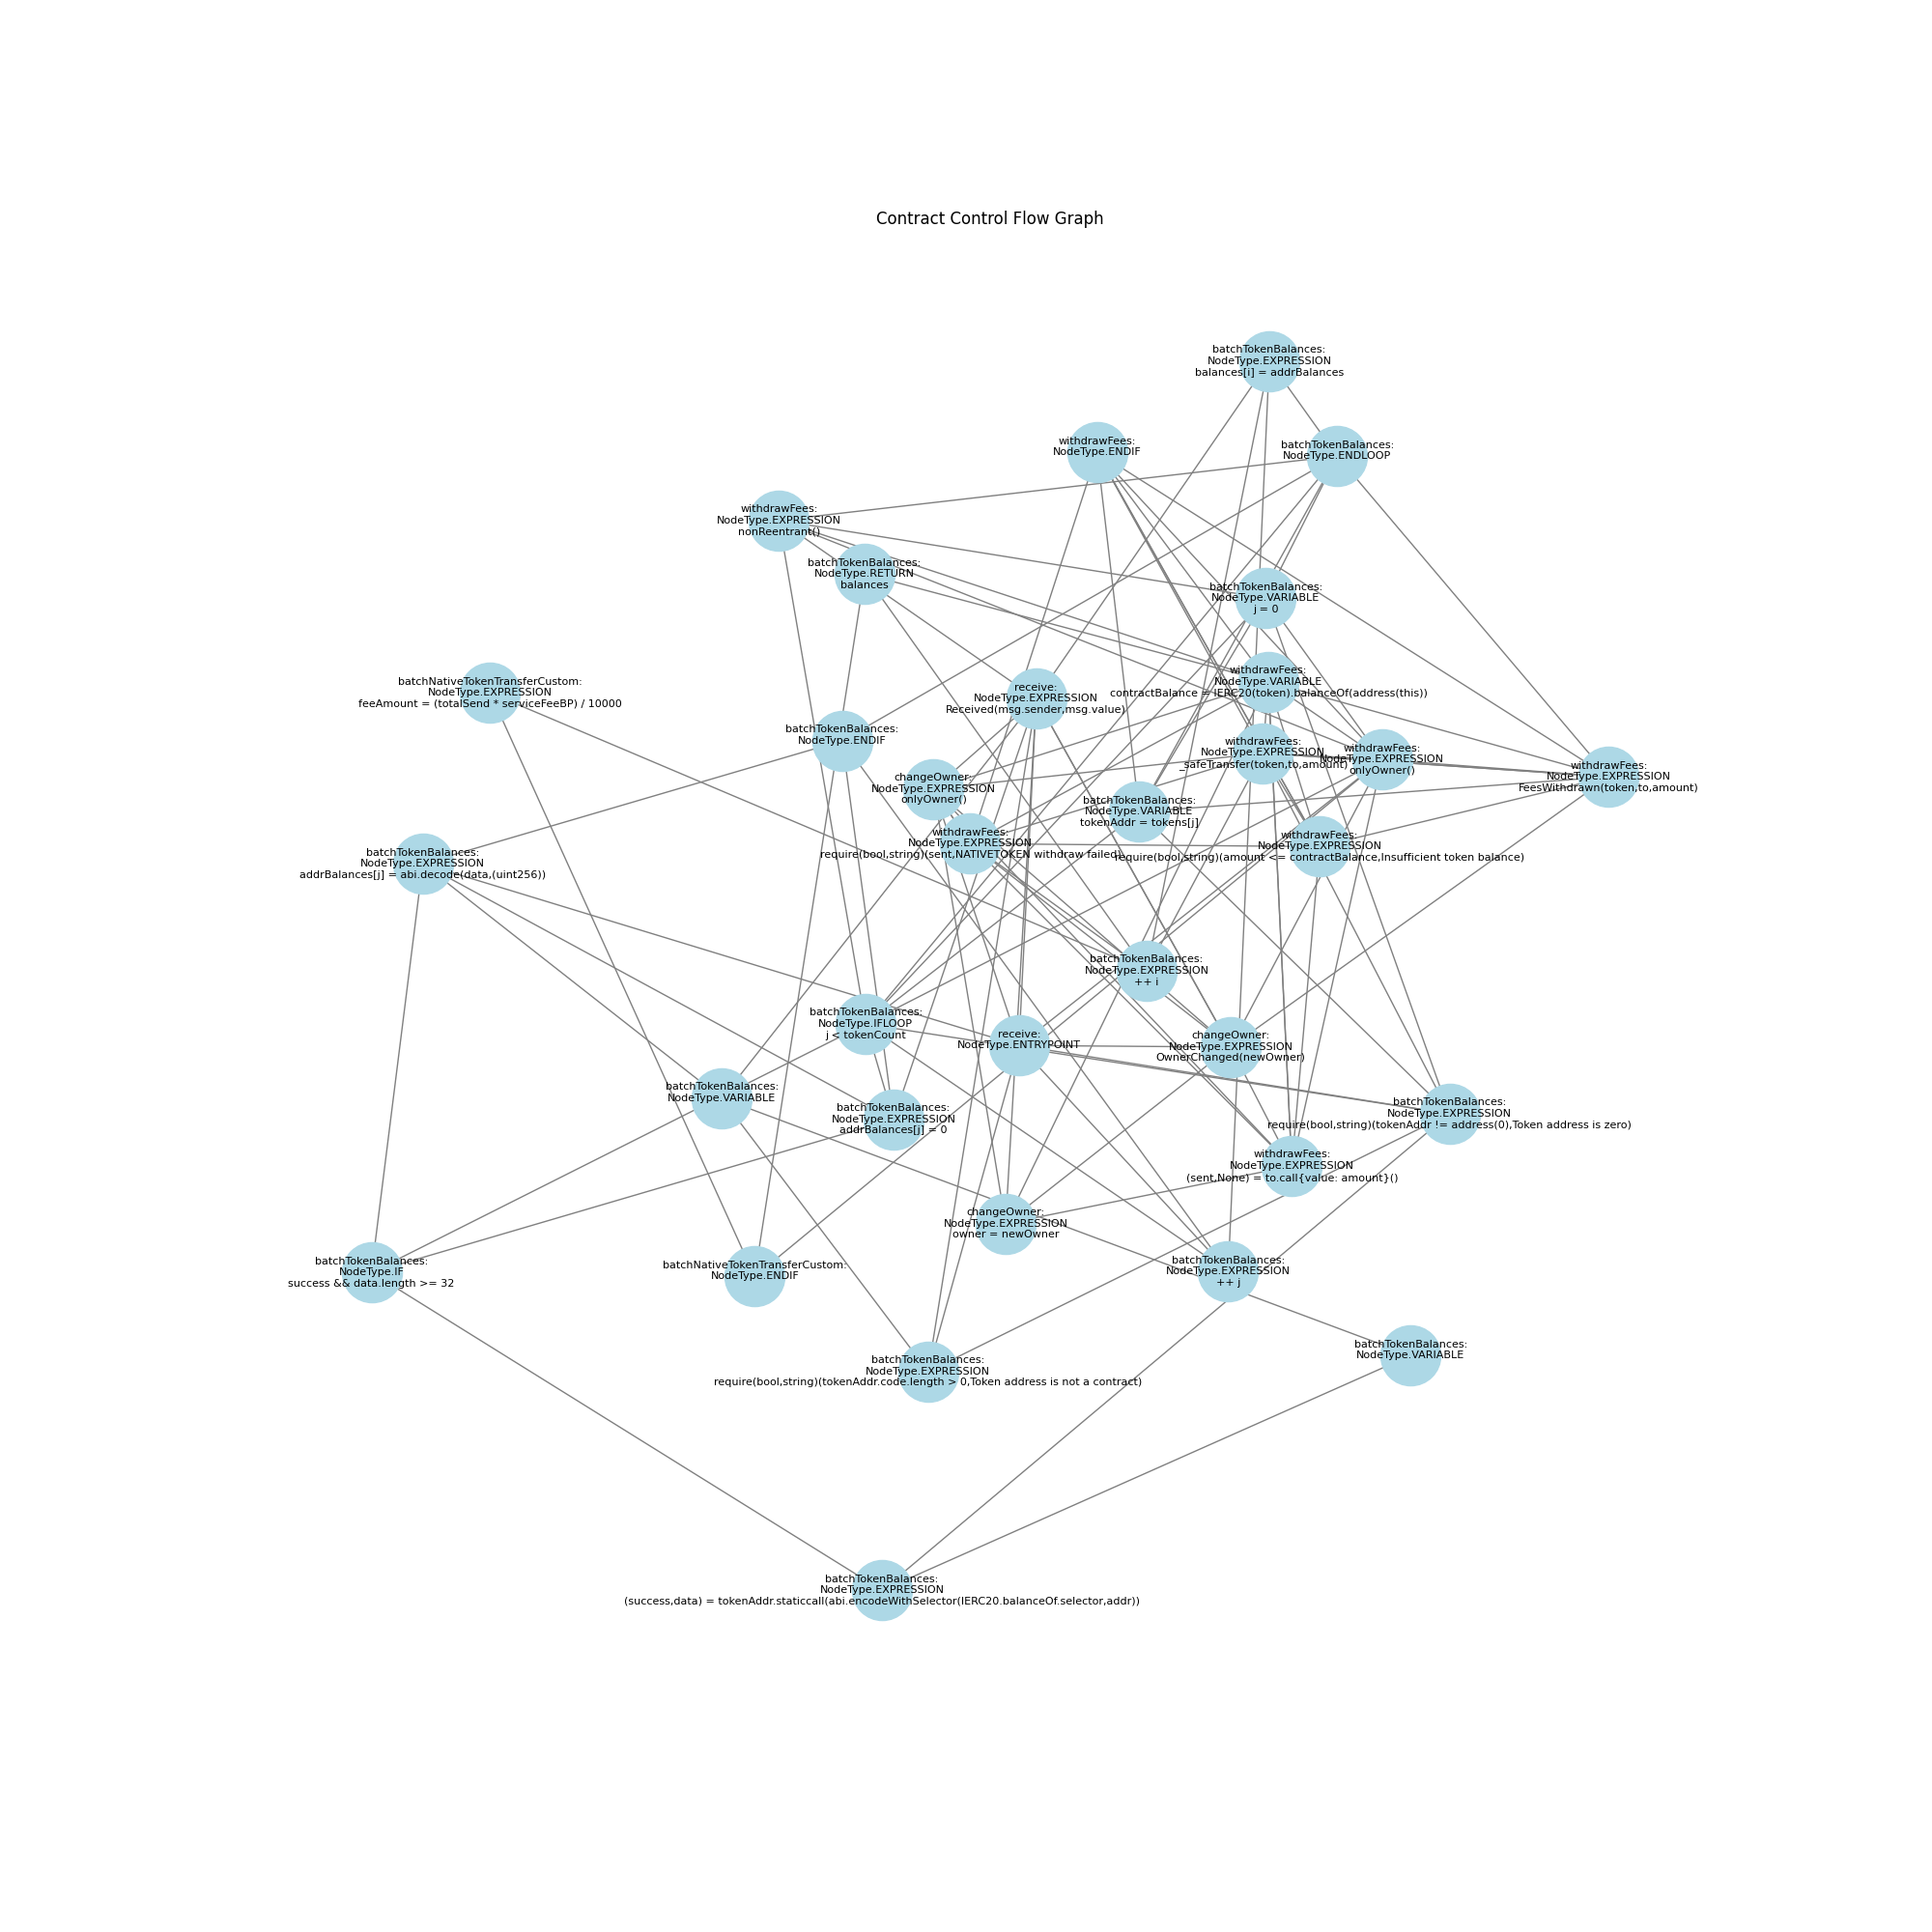 Contract Control Flow Graph
batchTokenBalances:
NodeType.EXPRESSION
balances[i] = addrBalances
withdrawFees:
NodeType.ENDIF
batchTokenBalances:
NodeType.ENDLOOP
withdrawFees:
NodeType.EXPRESSION
nonReentrant()
batchTokenBalances:
NodeType.RETURN
balances
batchTokenBalances:
NodeType.VARIABLE
j = 0
batchNativeTokenTransferCustom:
NodeType.EXPRESSION
feeAmount = (totalSend * serviceFeeBP) / 10000
receive:
NodeType.EXPRESSION
Received(msg.sender,msg.value)
withdrawFees:
NodeType.VARIABLE
contractBalance = IERC20(token).balanceOf(address(this))
batchTokenBalances:
NodeType.ENDIF
withdrawFees:
NodeType.EXPRESSION
_safeTransfer(token,to,amount)
withdrawFees:
NodeType.EXPRESSION
onlyOwner()
withdrawFees:
NodeType.EXPRESSION
FeesWithdrawn(token,to,amount)
changeOwner:
NodeType.EXPRESSION
onlyOwner()
batchTokenBalances:
NodeType.VARIABLE
tokenAddr = tokens[j]
withdrawFees:
NodeType.EXPRESSION
require(bool,string)(sent,NATIVETOKEN withdraw failed)
withdrawFees:
NodeType.EXPRESSION
require(bool,string)(amount <= contractBalance,Insufficient token balance)
batchTokenBalances:
NodeType.EXPRESSION
addrBalances[j] = abi.decode(data,(uint256))
batchTokenBalances:
NodeType.EXPRESSION
++ i
batchTokenBalances:
NodeType.IFLOOP
j < tokenCount
receive:
NodeType.ENTRYPOINT
changeOwner:
NodeType.EXPRESSION
OwnerChanged(newOwner)
batchTokenBalances:
NodeType.VARIABLE
batchTokenBalances:
NodeType.EXPRESSION
addrBalances[j] = 0
batchTokenBalances:
NodeType.EXPRESSION
require(bool,string)(tokenAddr != address(0),Token address is zero)
withdrawFees:
NodeType.EXPRESSION
(sent,None) = to.call{value: amount}()
changeOwner:
NodeType.EXPRESSION
owner = newOwner
batchTokenBalances:
NodeType.IF
success && data.length >= 32
batchNativeTokenTransferCustom:
NodeType.ENDIF
batchTokenBalances:
NodeType.EXPRESSION
++ j
batchTokenBalances:
NodeType.VARIABLE
batchTokenBalances:
NodeType.EXPRESSION
require(bool,string)(tokenAddr.code.length > 0,Token address is not a contract)
batchTokenBalances:
NodeType.EXPRESSION
(success,data) = tokenAddr.staticcall(abi.encodeWithSelector(IERC20.balanceOf.selector,addr))